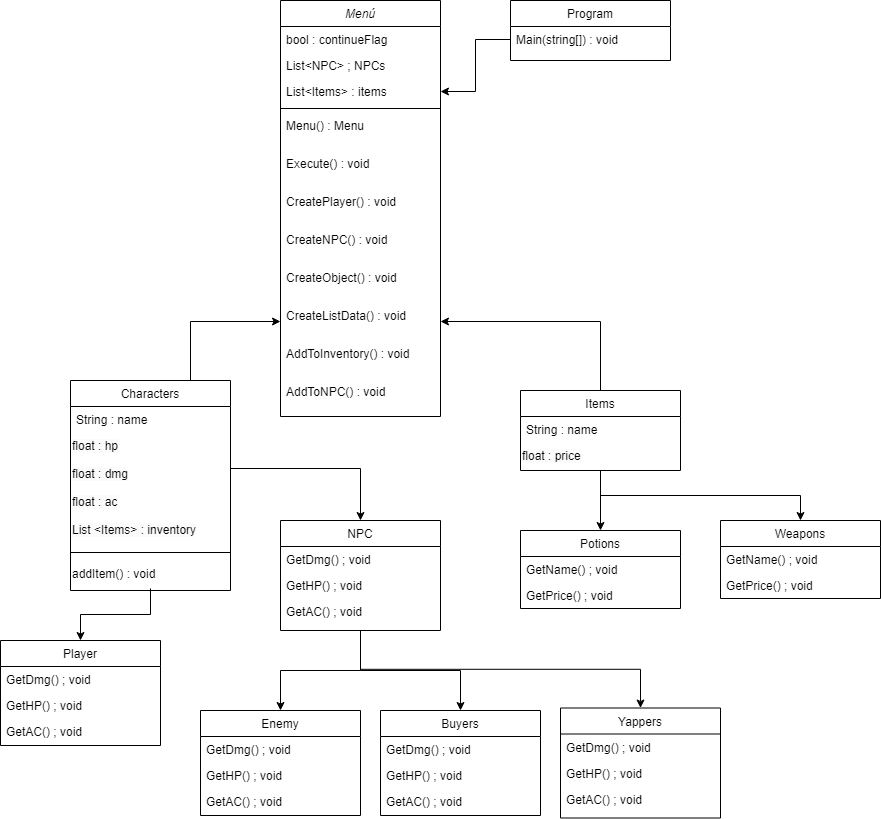 Menú
bool : continueFlag
List<NPC> ; NPCs
List<Items> : items
Menu() : Menu
Execute() : void
CreatePlayer() : void
CreateNPC() : void
CreateObject() : void
CreateListData() : void
AddToInventory() : void
AddToNPC() : void
Program
Main(string[]) : void
Characters
String : name
float : hp
float : dmg
float : ac
List <Items> : inventory
addItem() : void
Items
String : name
float : price
NPC
GetDmg() ; void
GetHP() ; void
GetAC() ; void
Potions
GetName() ; void
GetPrice() ; void
Weapons
GetName() ; void
GetPrice() ; void
Player
GetDmg() ; void
GetHP() ; void
GetAC() ; void
Enemy
GetDmg() ; void
GetHP() ; void
GetAC() ; void
Buyers
GetDmg() ; void
GetHP() ; void
GetAC() ; void
Yappers
GetDmg() ; void
GetHP() ; void
GetAC() ; void